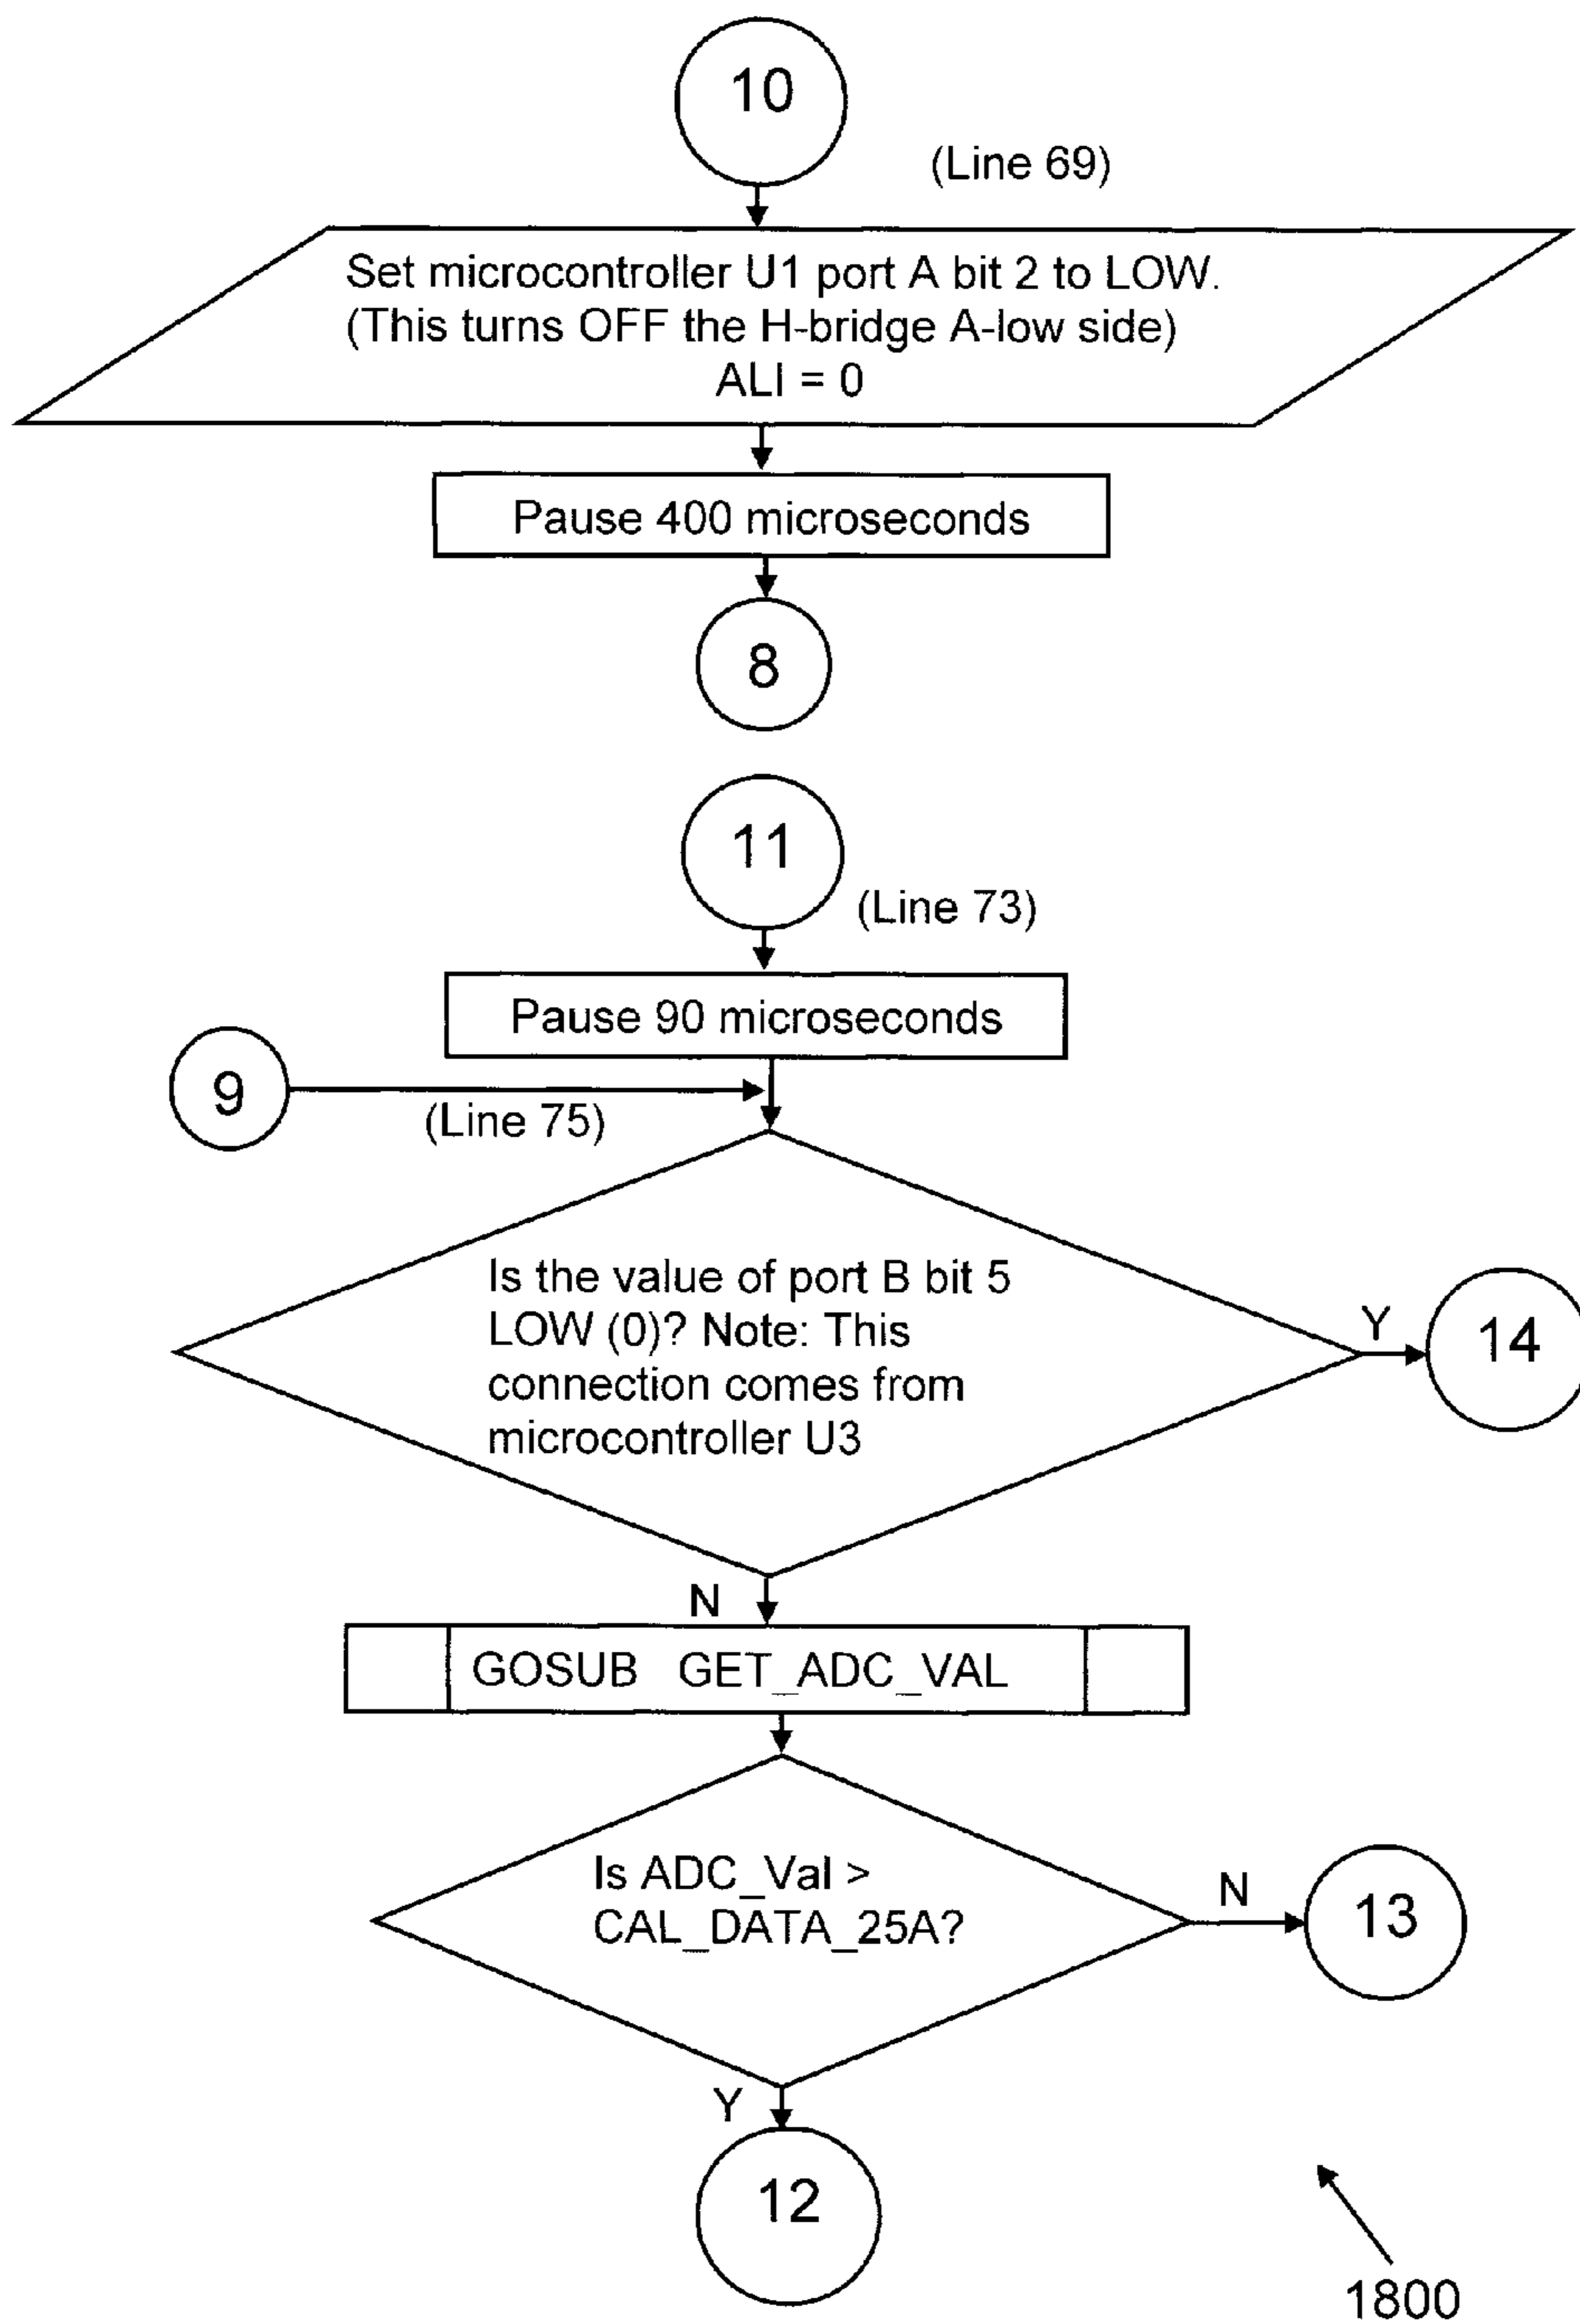 10
(Line 69)
Set microcontroller U1 port A bit 2 to LOW.
(This turns OFF the H-bridge A-low side)
ALI = 0
Pause 400 microseconds
8
11
(Line 73)
Pause 90 microseconds
9
(Line 75)
Is the value of port B bit 5
LOW (0)? Note: This
connection comes from
microcontroller U3
Y
14
N
GOSUB GET_ADC_VAL
Is ADC_Val >
CAL_DATA_25A?
N
13
Y
12
1800